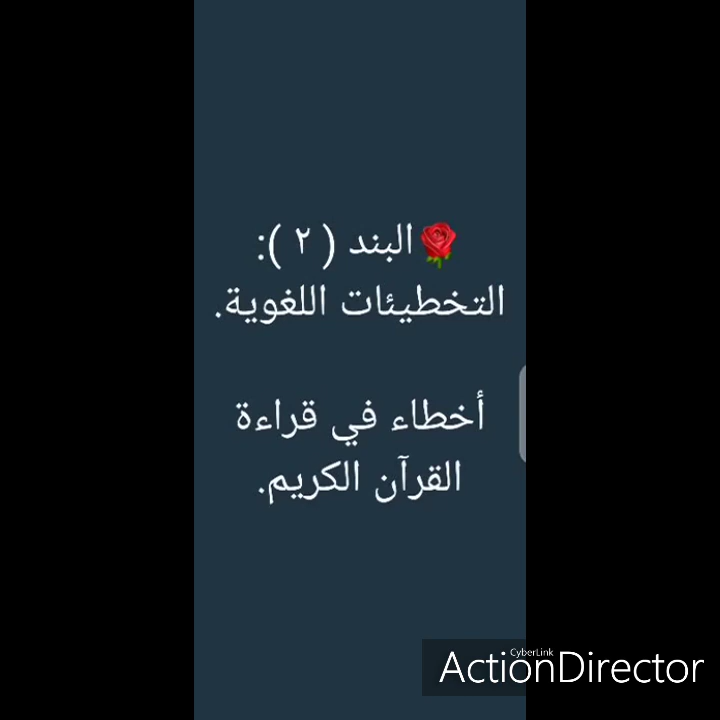 🌹البند ( ٢ ):
التخطيئات اللغوية.
أخطاء في قراءة
القرآن الكريم.
CyberLink
ActionDirector